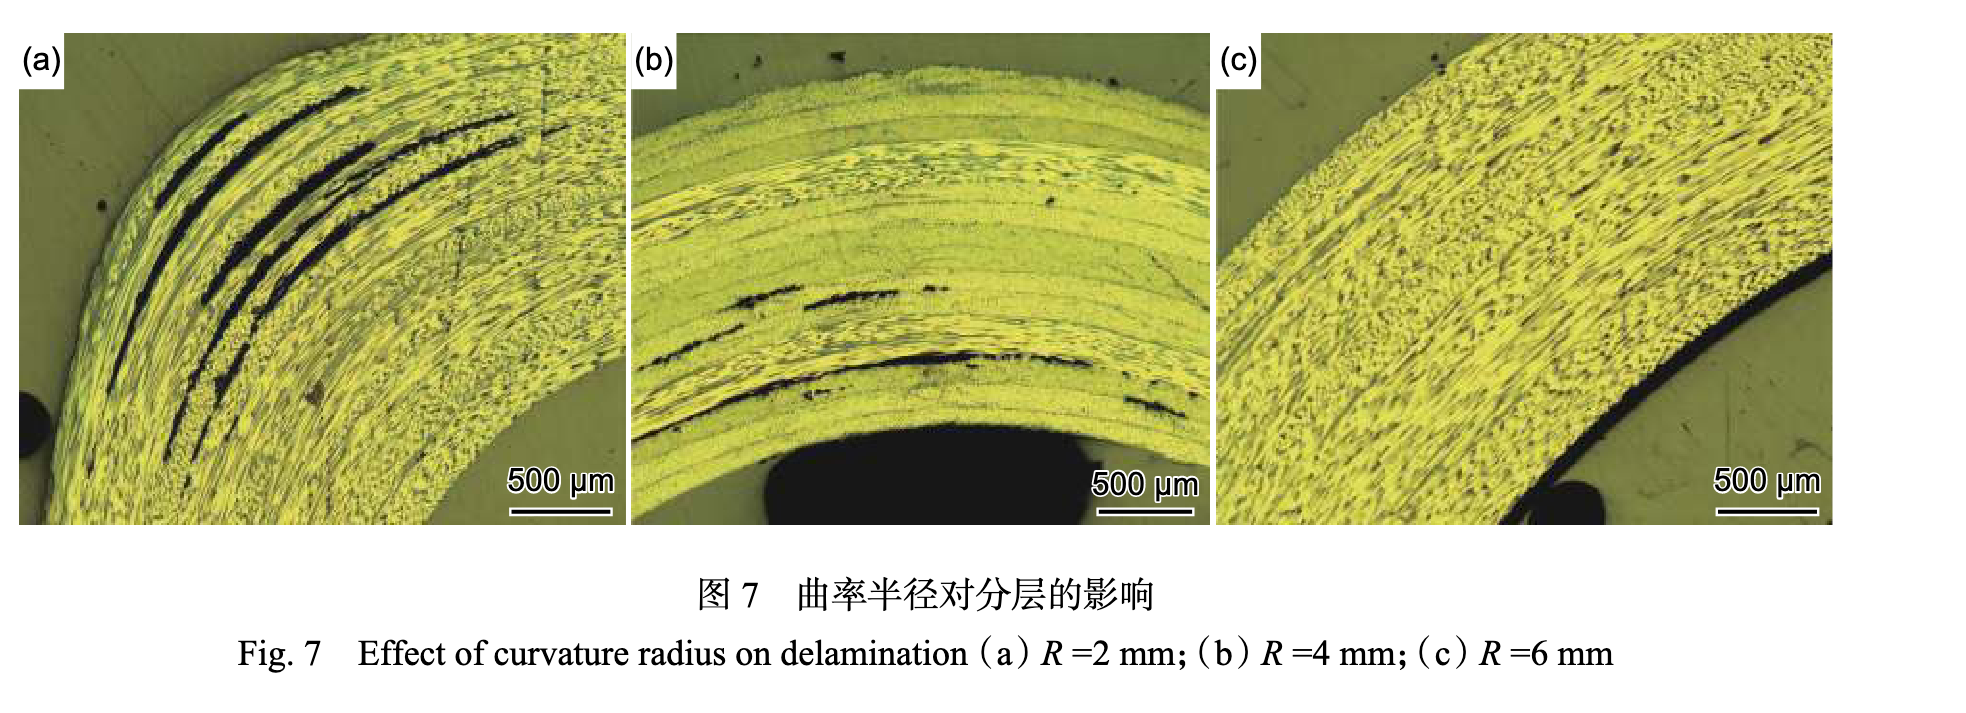 (a) (b) (c)
500 μm 500 μm 500 μm
图 7 曲率半径对分层的影响
Fig. 7 Effect of curvature radius on delamination（a）R =2 mm;（b）R =4 mm;（c）R =6 mm